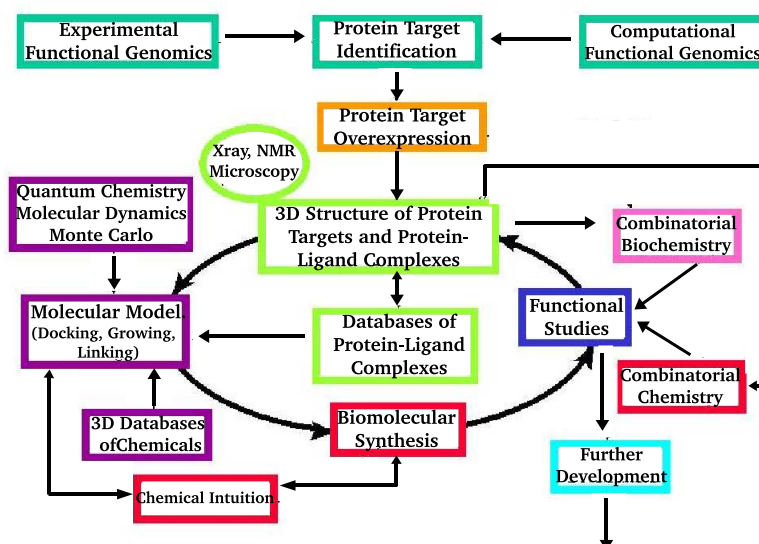 Experimental
Functional Genomics
Protein Target
Identification
Computational
Functional Genomics
Protein Target
Overexpression
Xray, NMR
Microscopy
Quantum Chemistry
Molecular Dynamics
Monte Carlo
3D Structure of Protein
Targets and Protein-
Ligand Complexes
Combinatorial
Biochemistry
Molecular Model.
(Docking, Growing,
Linking)
Databases of
Protein-Ligand
Complexes
Functional
Studies
Combinatorial
Chemistry
3D Databases
ofChemicals
Biomolecular
Synthesis
Further
Development
Chemical Intuition.